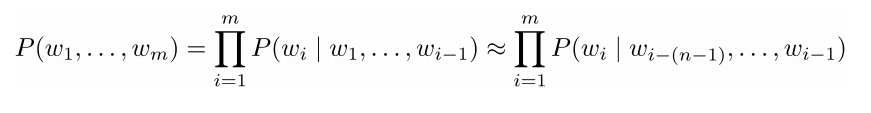 P(w_1, \ldots, w_m) = \prod_{i=1}^{m} P(w_i \mid w_1, \ldots, w_{i-1}) \approx \prod_{i=1}^{m} P(w_i \mid w_{i-(n-1)}, \ldots, w_{i-1})